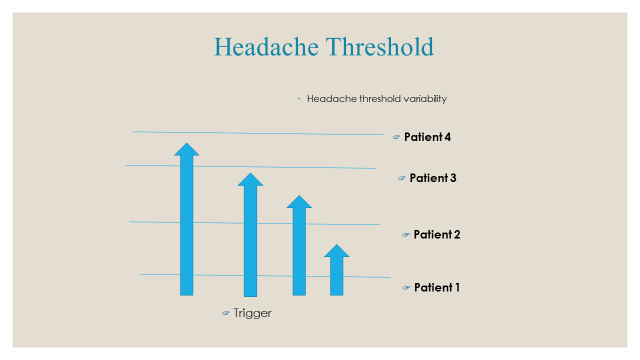 Headache Threshold
Headache threshold variability
Patient 4
Patient 3
Patient 2
Patient 1
Trigger